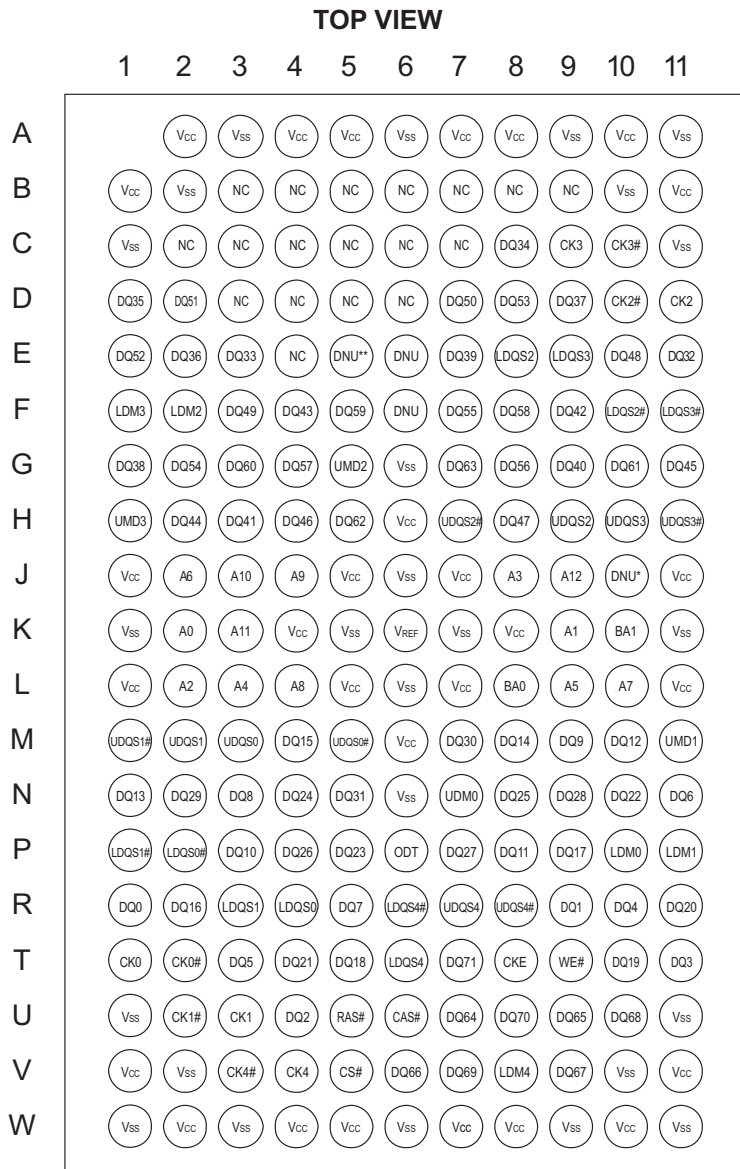 TOP VIEW
1 2 3 4 5 6 7 8 9 10 11
A Vcc Vss Vcc Vcc Vss Vcc Vcc Vss Vcc Vss
B Vcc Vss NC NC NC NC NC NC NC Vss Vcc
C Vss NC NC NC NC NC NC DQ34 CK3 CK3# Vss
D DQ35 DQ51 NC NC NC NC DQ50 DQ53 DQ37 CK2# CK2
E DQ52 DQ36 DQ33 NC DNU** DNU DQ39 LDQS2 LDQS3 DQ48 DQ32
F LDM3 LDM2 DQ49 DQ43 DQ59 DNU DQ55 DQ58 DQ42 LDQS2# LDQS3#
G DQ38 DQ54 DQ60 DQ57 UMD2 Vss DQ63 DQ56 DQ40 DQ61 DQ45
H UMD3 DQ44 DQ41 DQ46 DQ62 Vcc UDQS2# DQ47 UDQS2 UDQS3 UDQS3#
J Vcc A6 A10 A9 Vcc Vss Vcc A3 A12 DNU* Vcc
K Vss A0 A11 Vcc Vss VREF Vss Vcc A1 BA1 Vss
L Vcc A2 A4 A8 Vcc Vss Vcc BA0 A5 A7 Vcc
M UDQS1# UDQS1 UDQS0 DQ15 UDQS0# Vcc DQ30 DQ14 DQ9 DQ12 UMD1
N DQ13 DQ29 DQ8 DQ24 DQ31 Vss UDM0 DQ25 DQ28 DQ22 DQ6
P LDQS1# LDQS0# DQ10 DQ26 DQ23 ODT DQ27 DQ11 DQ17 LDM0 LDM1
R DQ0 DQ16 LDQS1 LDQS0 DQ7 LDQS4# UDQS4 UDQS4# DQ1 DQ4 DQ20
T CK0 CK0# DQ5 DQ21 DQ18 LDQS4 DQ71 CKE WE# DQ19 DQ3
U Vss CK1# CK1 DQ2 RAS# CAS# DQ64 DQ70 DQ65 DQ68 Vss
V Vcc Vss CK4# CK4 CS# DQ66 DQ69 LDM4 DQ67 Vss Vcc
W Vss Vcc Vss Vcc Vcc Vss Vcc Vcc Vss Vcc Vss